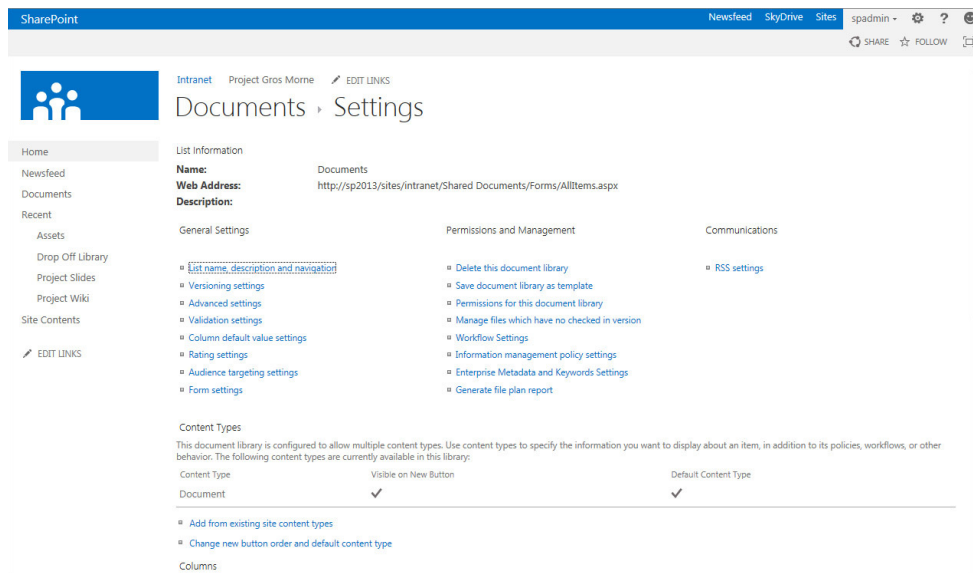 SharePoint
Newsfeed SkyDrive Sites spadmin ?
SHARE FOLLOW
Intranet Project Gros Morne EDIT LINKS
Documents Settings
Home
Newsfeed
Documents
Recent
Assets
Drop Off Library
Project Slides
Project Wiki
Site Contents
EDIT LINKS
List Information
Name: Documents
Web Address: http://sp2013/sites/intranet/Shared Documents/Forms/AllItems.aspx
Description:
General Settings Permissions and Management Communications
List name, description and navigation Delete this document library RSS settings
Versioning settings Save document library as template
Advanced settings Permissions for this document library
Validation settings Manage files which have no checked in version
Column default value settings Workflow Settings
Rating settings Information management policy settings
Audience targeting settings Enterprise Metadata and Keywords Settings
Form settings Generate file plan report
Content Types
This document library is configured to allow multiple content types. Use content types to specify the information you want to display about an item, in addition to its policies, workflows, or other
behavior. The following content types are currently available in this library:
Content Type Visible on New Button Default Content Type
Document
Add from existing site content types
Change new button order and default content type
Columns